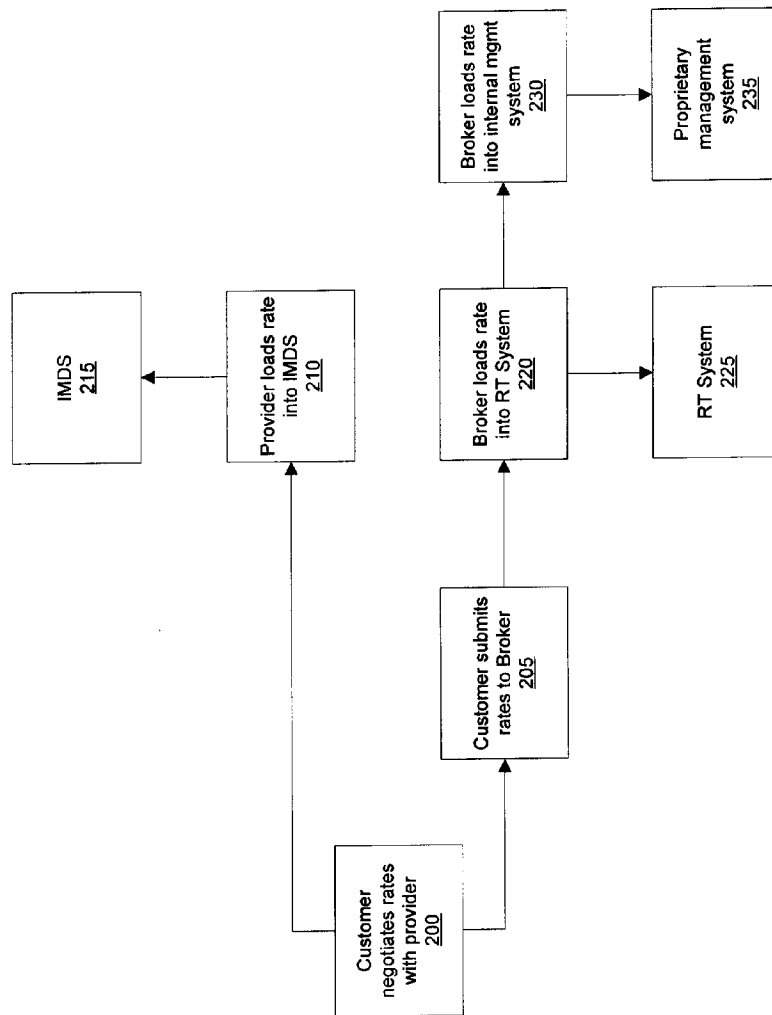 Customer
negotiates rates
with provider
200
Provider loads rate
into IMDS
210
IMDS
215
Customer submits
rates to Broker
205
Broker loads rate
into RT System
220
RT System
225
Broker loads rate
into internal mgmt
system
230
Proprietary
management
system
235